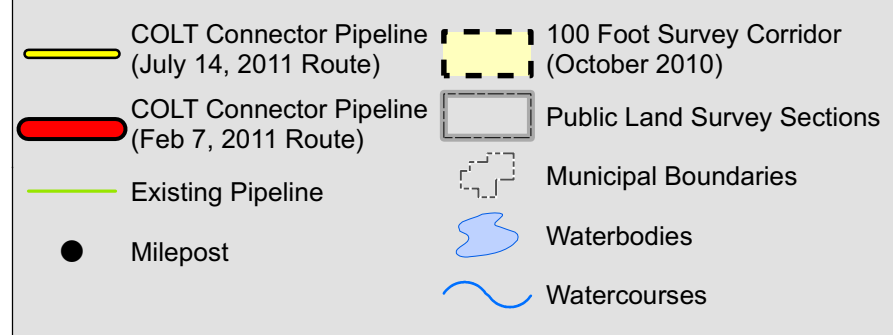 COLT Connector Pipeline
(July 14, 2011 Route)
COLT Connector Pipeline
(Feb 7, 2011 Route)
Existing Pipeline
Milepost
100 Foot Survey Corridor
(October 2010)
Public Land Survey Sections
Municipal Boundaries
Waterbodies
Watercourses